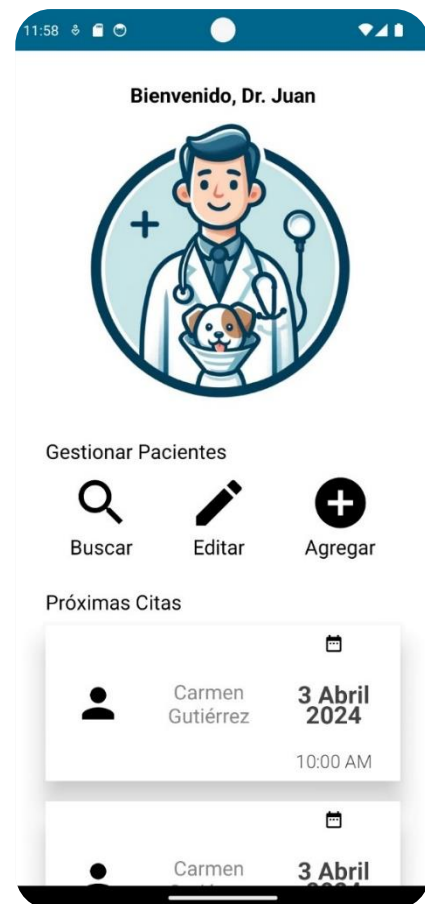 11:58
Bienvenido, Dr. Juan
Gestionar Pacientes
Buscar Editar Agregar
Próximas Citas
Carmen
Gutiérrez
3 Abril
2024
10:00 AM
Carmen
3 Abril